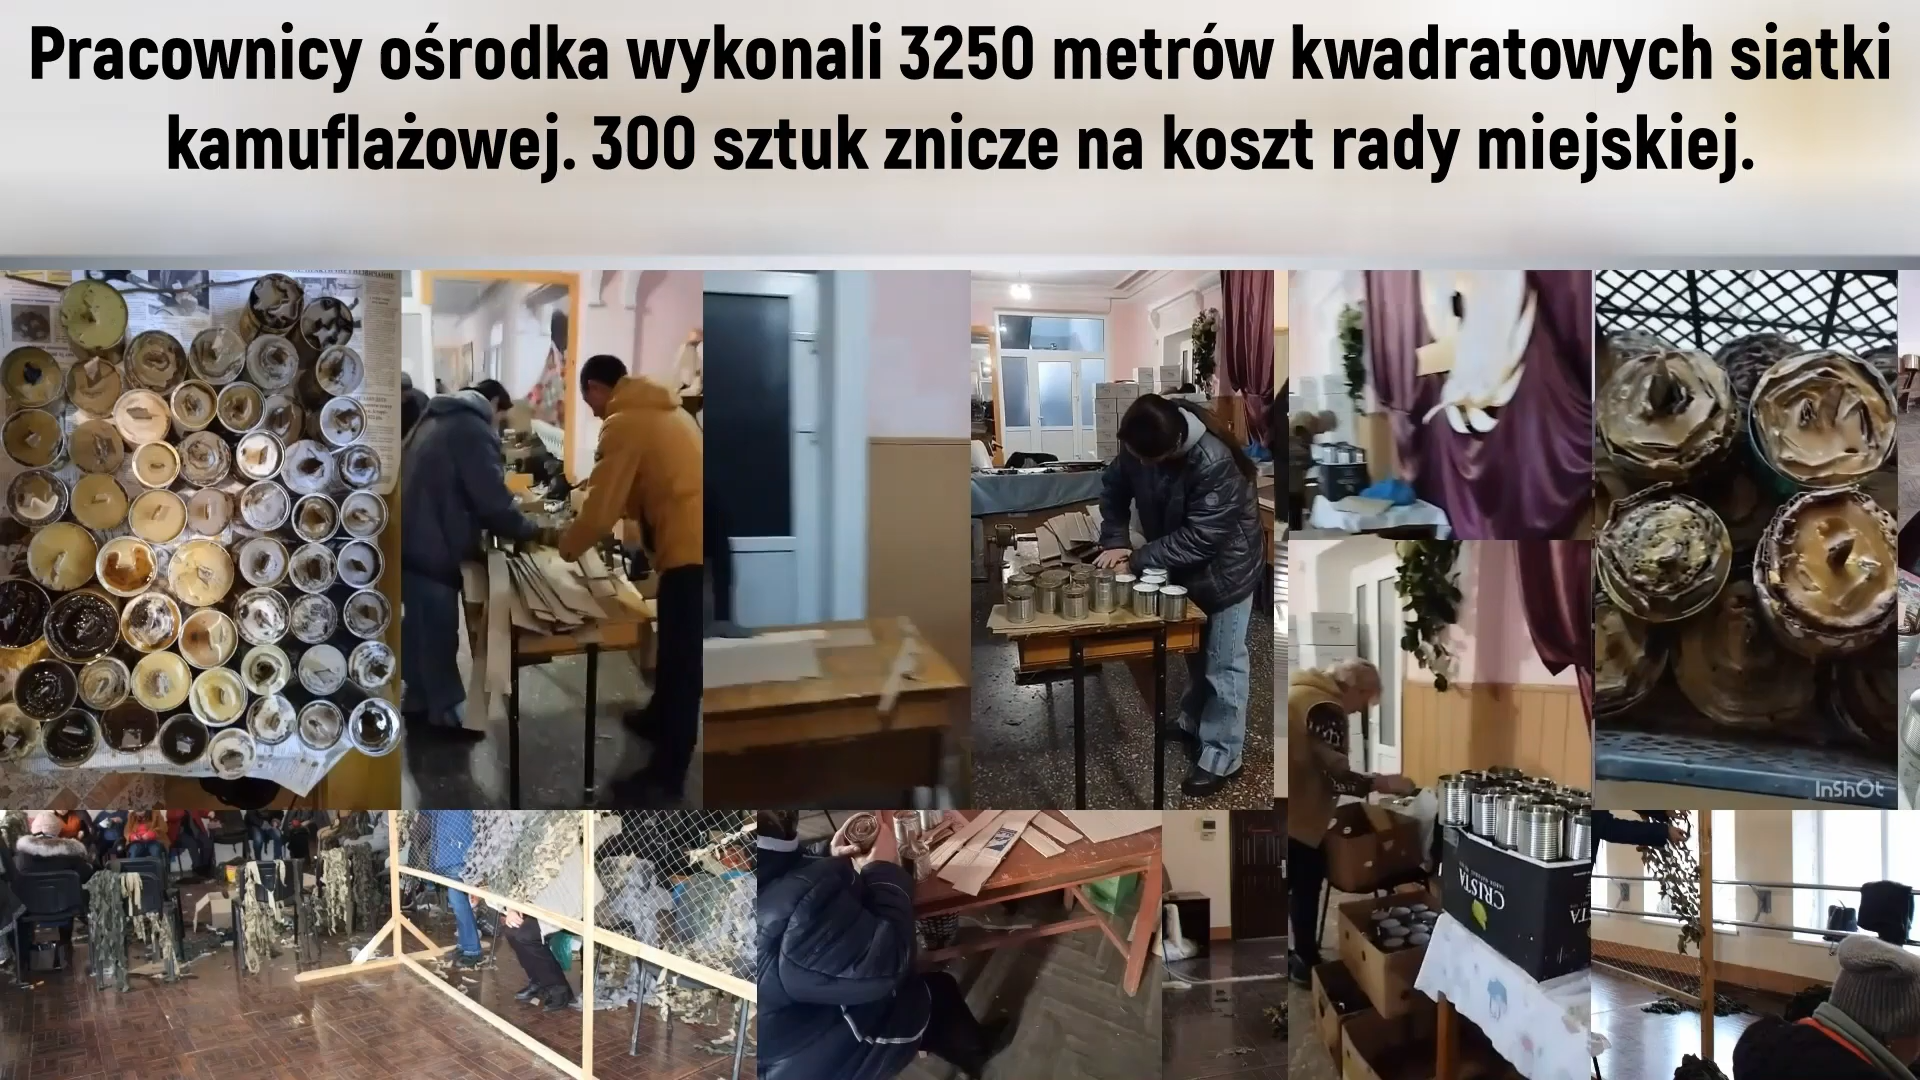 Pracownicy ośrodka wykonali 3250 metrów kwadratowych siatki
kamuflażowej. 300 sztuk znicze na koszt rady miejskiej.
InShOt
CRISTA